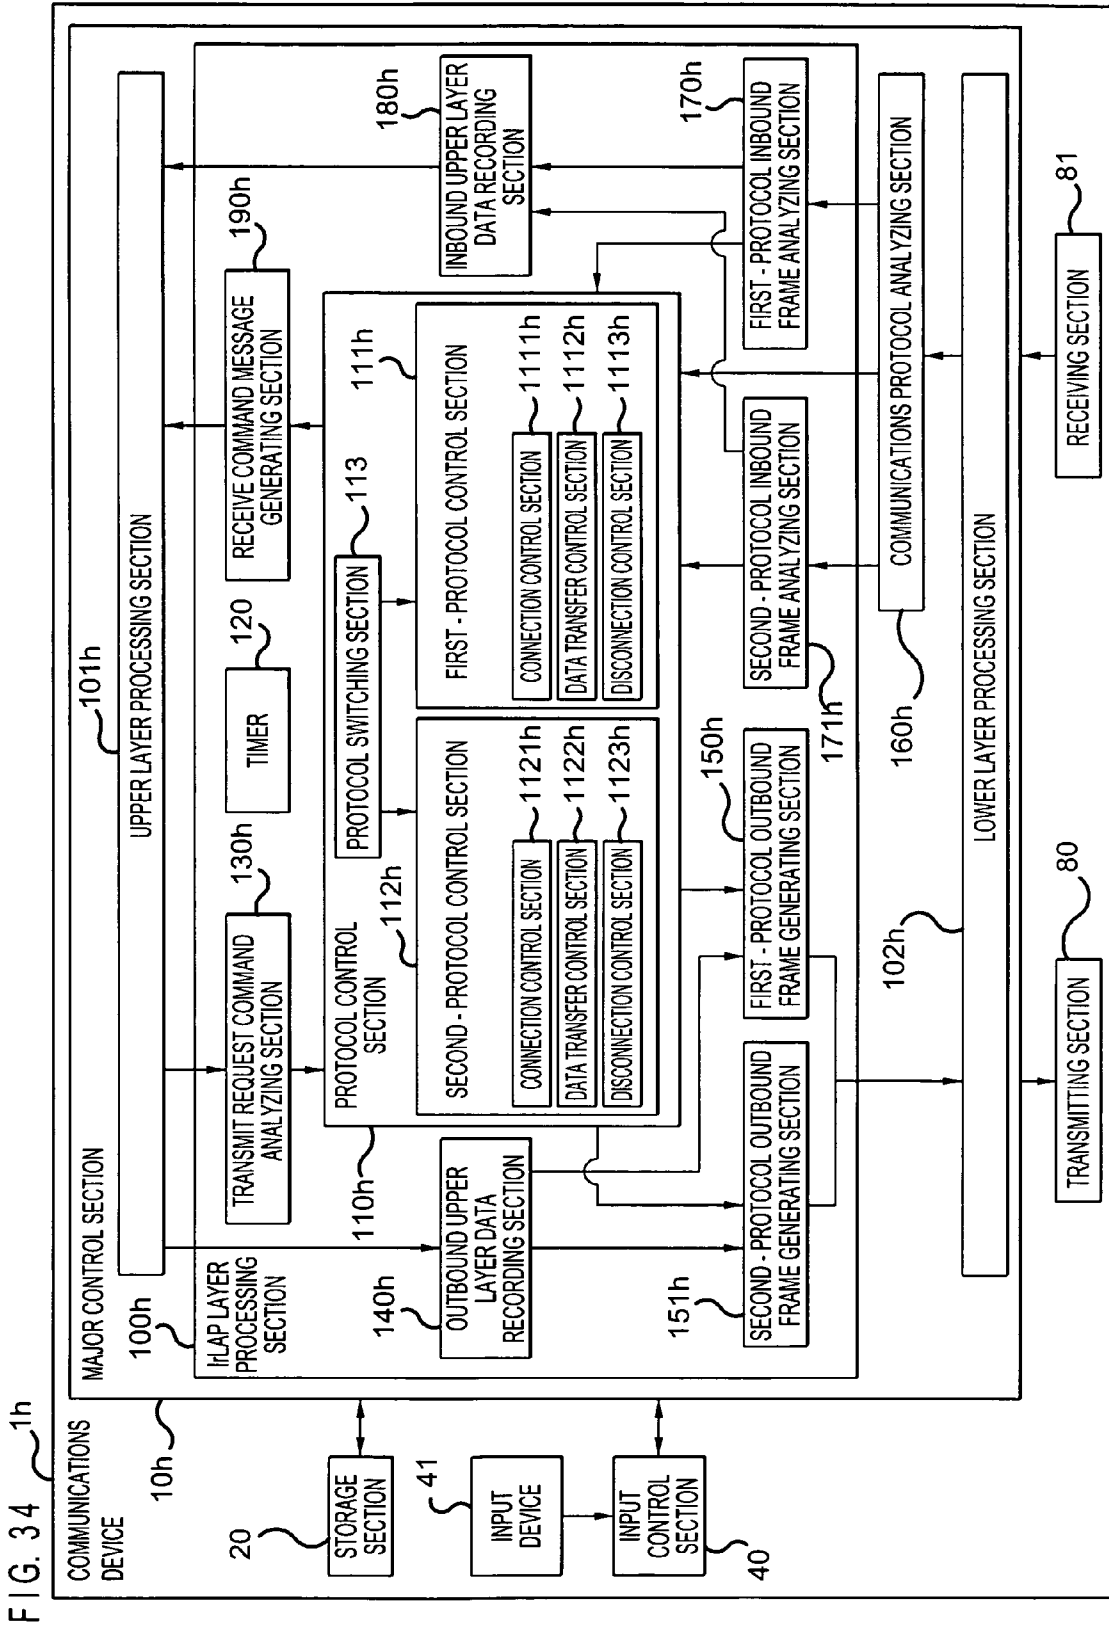 FIG. 34
1h
COMMUNICATIONS
DEVICE
10h
MAJOR CONTROL SECTION
101h
UPPER LAYER PROCESSING SECTION
100h
IrLAP LAYER
PROCESSING
SECTION
130h
TRANSMIT REQUEST COMMAND
ANALYZING SECTION
120
TIMER
190h
RECEIVE COMMAND MESSAGE
GENERATING SECTION
20
STORAGE
SECTION
41
INPUT
DEVICE
INPUT
CONTROL
SECTION
40
110h
PROTOCOL CONTROL
SECTION
PROTOCOL SWITCHING SECTION
113
112h
SECOND - PROTOCOL CONTROL SECTION
CONNECTION CONTROL SECTION
1121h
DATA TRANSFER CONTROL SECTION
1122h
DISCONNECTION CONTROL SECTION
1123h
111h
FIRST - PROTOCOL CONTROL SECTION
CONNECTION CONTROL SECTION
1111h
DATA TRANSFER CONTROL SECTION
1112h
DISCONNECTION CONTROL SECTION
1113h
140h
OUTBOUND UPPER
LAYER DATA
RECORDING SECTION
180h
INBOUND UPPER LAYER
DATA RECORDING
SECTION
151h
SECOND - PROTOCOL OUTBOUND
FRAME GENERATING SECTION
150h
FIRST - PROTOCOL OUTBOUND
FRAME GENERATING SECTION
171h
SECOND - PROTOCOL INBOUND
FRAME ANALYZING SECTION
170h
FIRST - PROTOCOL INBOUND
FRAME ANALYZING SECTION
160h
COMMUNICATIONS PROTOCOL ANALYZING SECTION
102h
LOWER LAYER PROCESSING SECTION
80
TRANSMITTING SECTION
81
RECEIVING SECTION